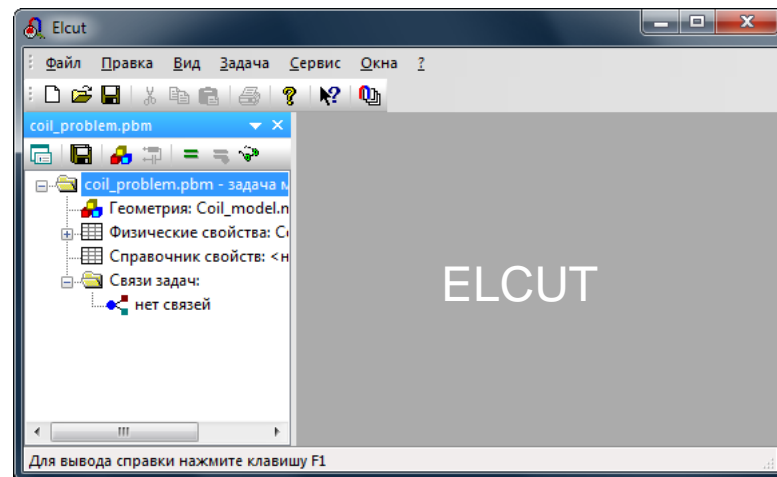 Elcut
Файл Правка Вид Задача Сервис Окна ?
coil_problem.pbm
coil_problem.pbm - задача м
Геометрия: Coil_model.п
Физические свойства: Со
Справочник свойств: <н
Связи задач:
нет связей
ELCUT
Для вывода справки нажмите клавишу F1